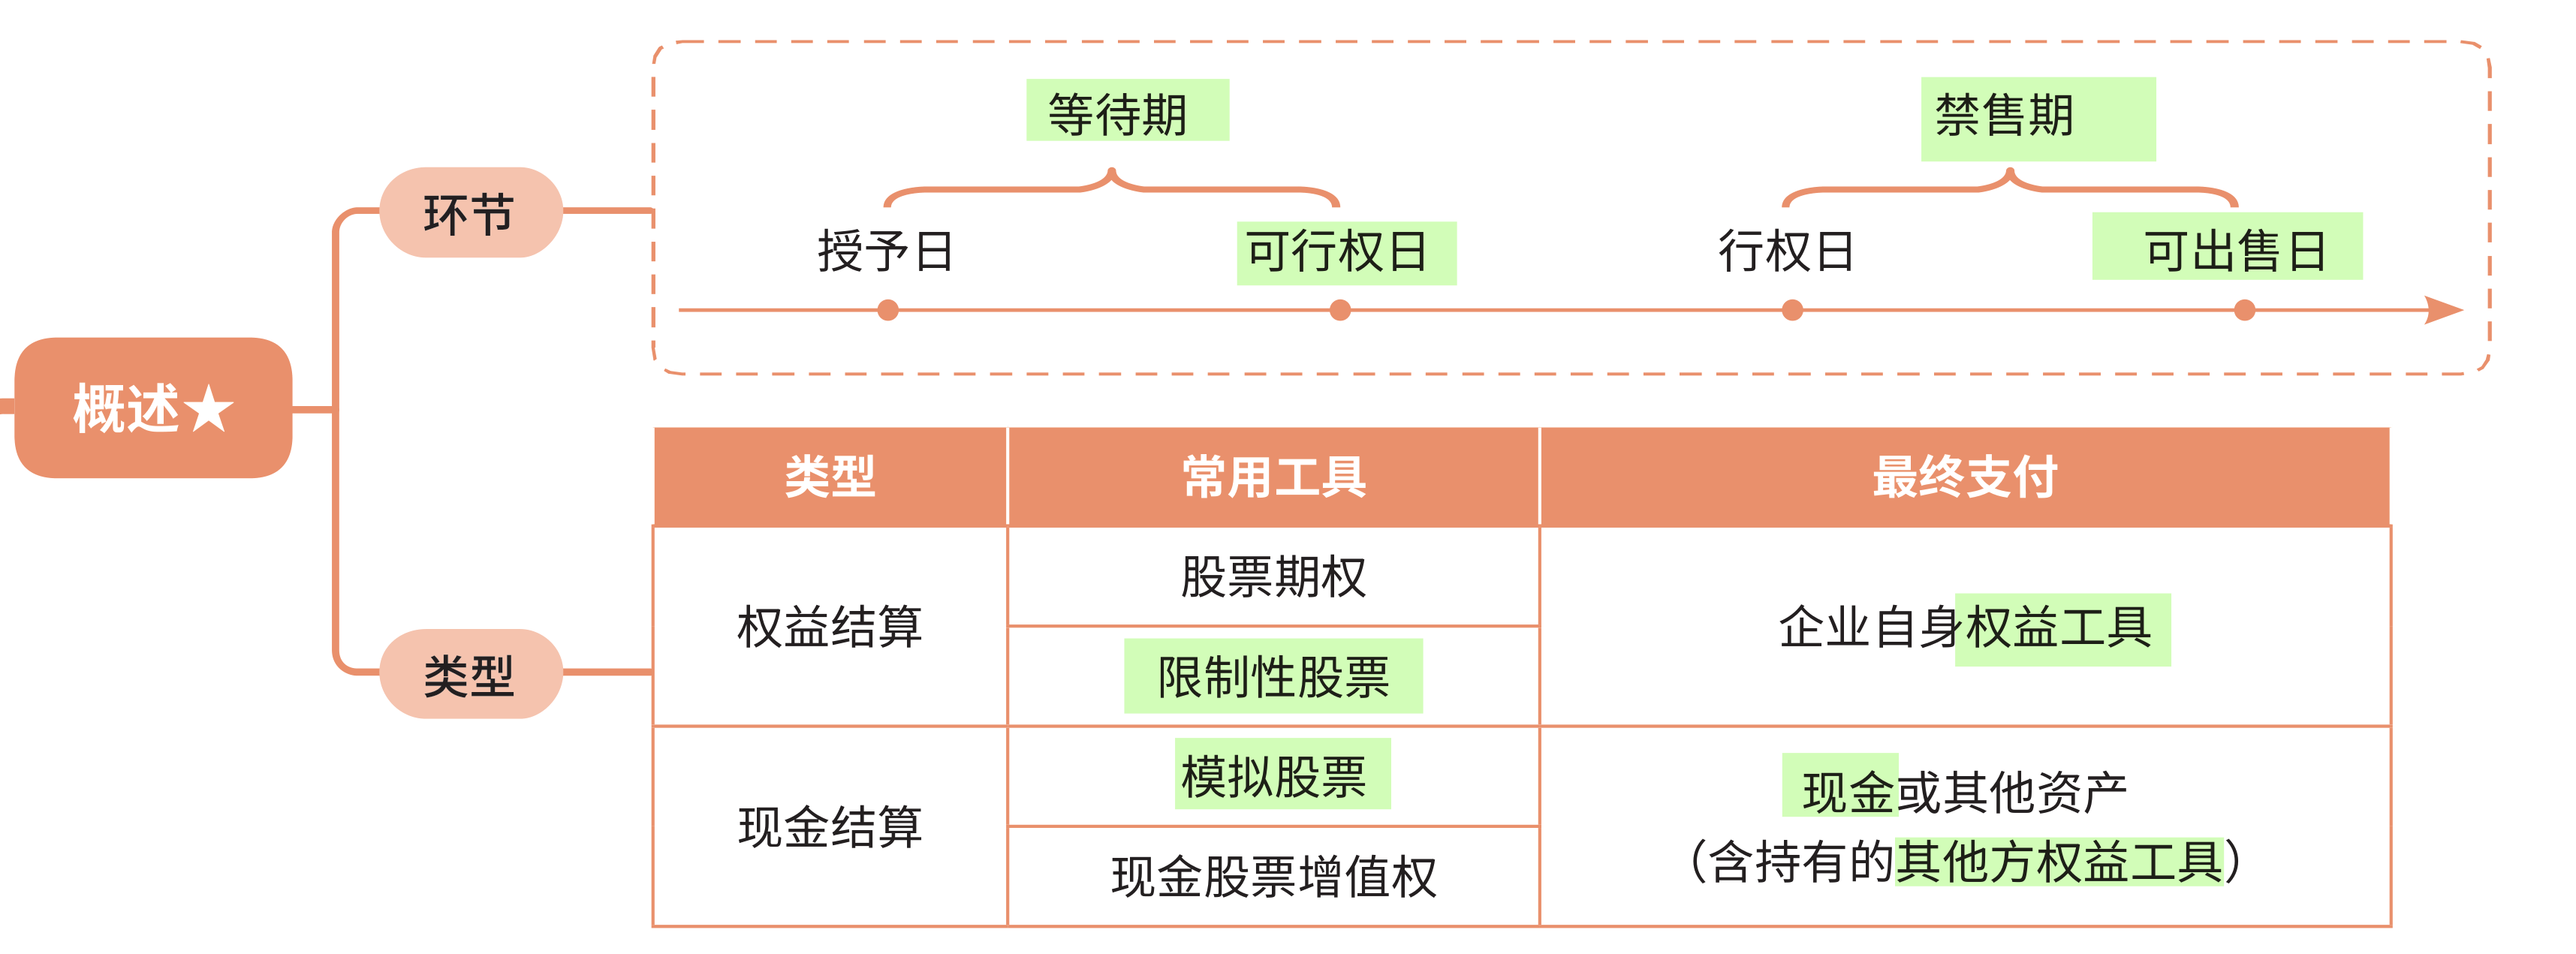 等待期 禁售期
环节
授予日 可行权日 行权日 可出售日
概述★
类型 常用工具 最终支付
股票期权
权益结算 企业自身权益工具
类型
限制性股票
模拟股票
现金或其他资产
现金结算
(含持有的其他方权益工具)
现金股票增值权